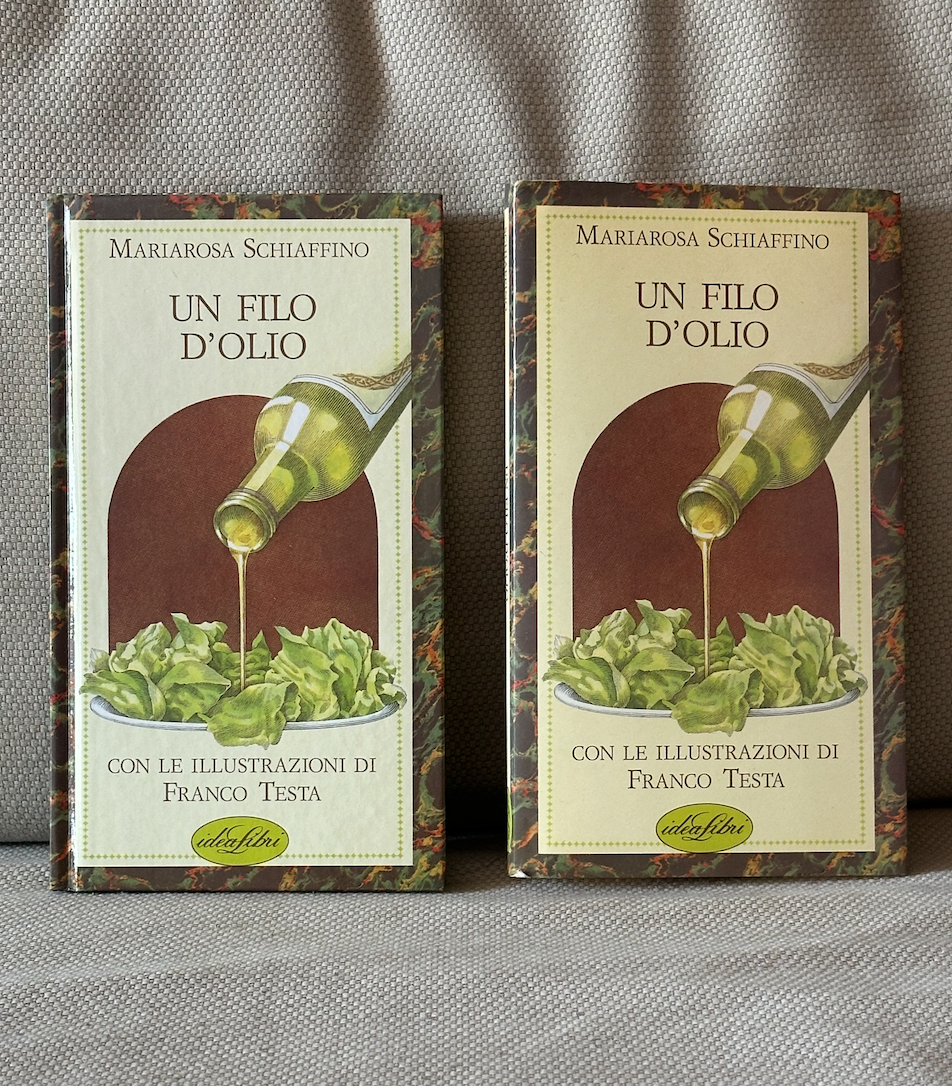 MARIAROSA SCHIAFFINO
UN FILO
D'OLIO
CON LE ILLUSTRAZIONI DI
FRANCO TESTA
ideaLibri
MARIAROSA SCHIAFFINO
UN FILO
D'OLIO
CON LE ILLUSTRAZIONI DI
FRANCO TESTA
ideaLibri